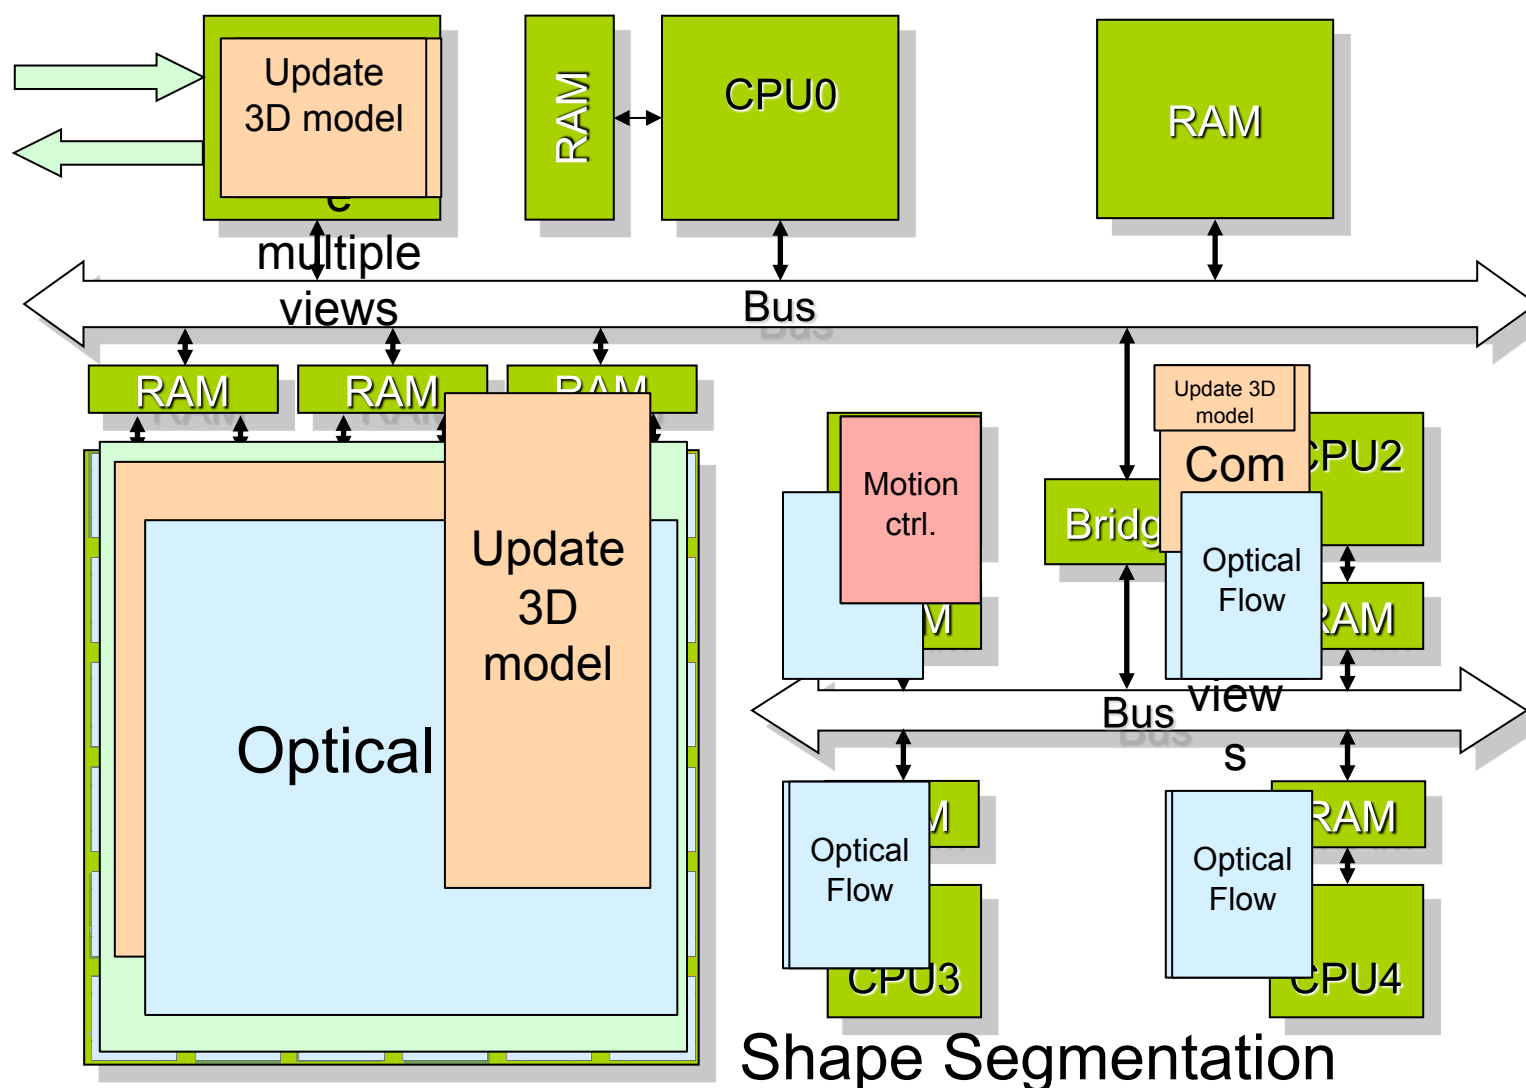 Update
3D model
e
multiple
views
RAM
CPU0
RAM
Bus
RAM
RAM
RAM
Update
3D
model
Optical
Motion
ctrl.
M
Update 3D
model
Com
CPU2
Bridg
Optical
Flow
RAM
view
s
Bus
M
Optical
Flow
CPU3
RAM
Optical
Flow
CPU4
Shape Segmentation